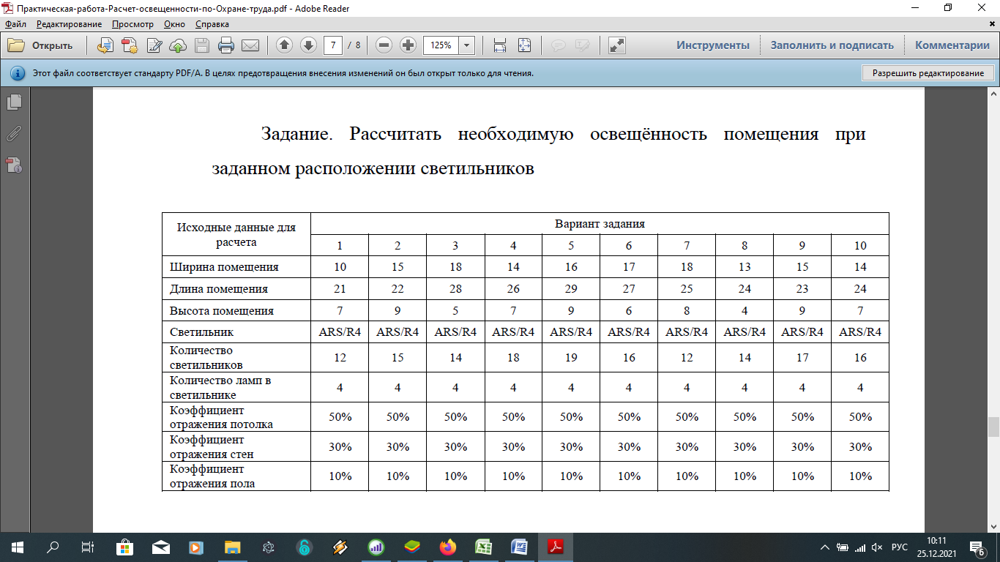 Практическая-работа-Расчет-освещенности-по-Охране-труда.pdf - Adobe Reader
Файл Редактирование Просмотр Окно Справка
Открыть 7 / 8 125% Инструменты Заполнить и подписать Комментарии
Этот файл соответствует стандарту PDF/A. В целях предотвращения внесения изменений он был открыт только для чтения. Разрешить редактирование
Задание. Рассчитать необходимую освещённость помещения при
заданном расположении светильников
Исходные данные для расчета Вариант задания
1 2 3 4 5 6 7 8 9 10
Ширина помещения 10 15 18 14 16 17 18 13 15 14
Длина помещения 21 22 28 26 29 27 25 24 23 24
Высота помещения 7 9 5 7 9 6 8 4 9 7
Светильник ARS/R4 ARS/R4 ARS/R4 ARS/R4 ARS/R4 ARS/R4 ARS/R4 ARS/R4 ARS/R4 ARS/R4
Количество
светильников 12 15 14 18 19 16 12 14 17 16
Количество ламп в
светильнике 4 4 4 4 4 4 4 4 4 4
Коэффициент
отражения потолка 50% 50% 50% 50% 50% 50% 50% 50% 50% 50%
Коэффициент
отражения стен 30% 30% 30% 30% 30% 30% 30% 30% 30% 30%
Коэффициент
отражения пола 10% 10% 10% 10% 10% 10% 10% 10% 10% 10%
РУС 10:11
25.12.2021 6